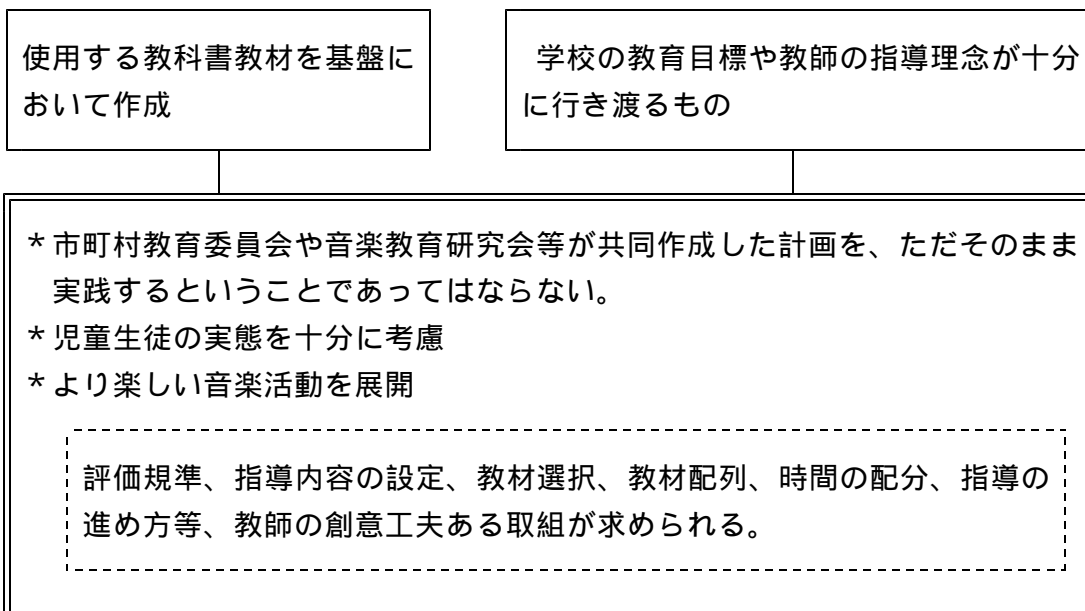 使用する教科書教材を基盤に
おいて作成
学校の教育目標や教師の指導理念が十分
に行き渡るもの
*市町村教育委員会や音楽教育研究会等が共同作成した計画を、ただそのまま
実践するということであってはならない。
*児童生徒の実態を十分に考慮
*より楽しい音楽活動を展開
評価規準、指導内容の設定、教材選択、教材配列、時間の配分、指導の
進め方等、教師の創意工夫ある取組が求められる。